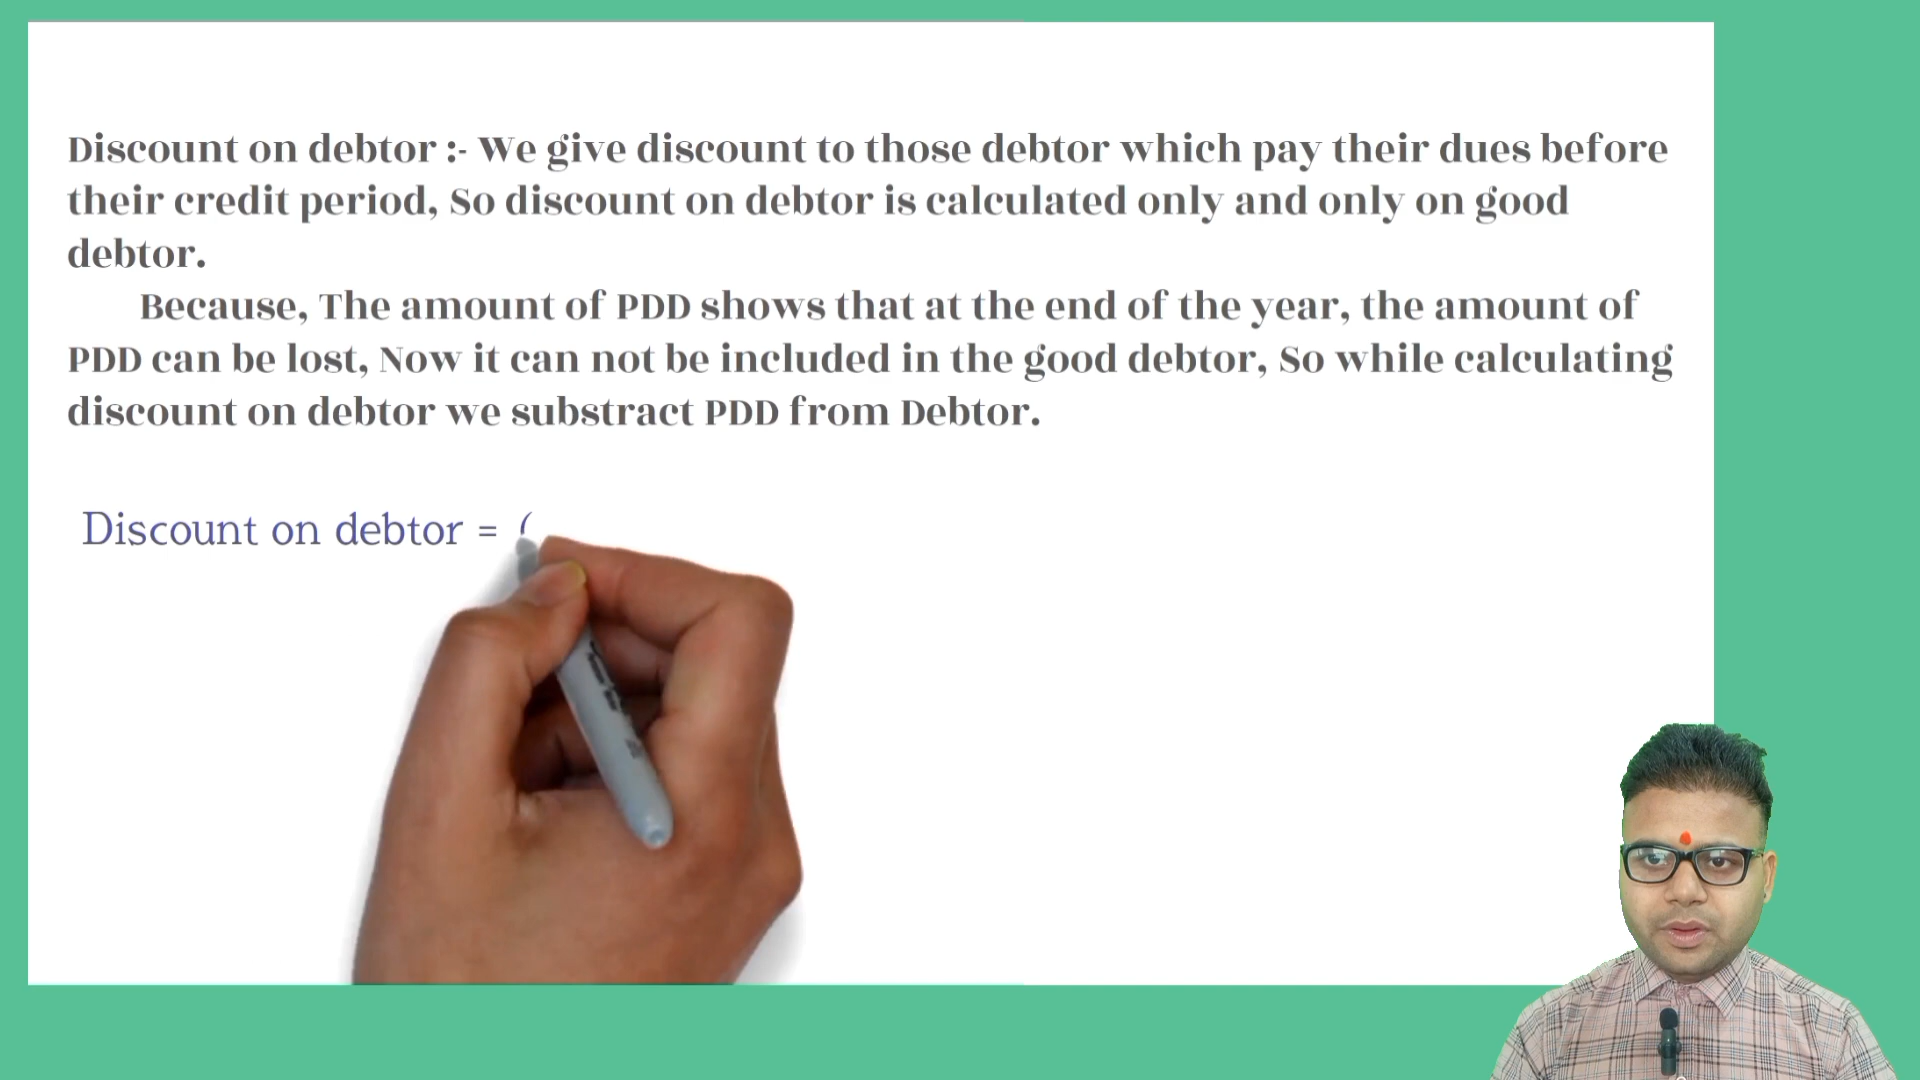 Discount on debtor :- We give discount to those debtor which pay their dues before
their credit period, So discount on debtor is calculated only and only on good
debtor.
Because, The amount of PDD shows that at the end of the year, the amount of
PDD can be lost, Now it can not be included in the good debtor, So while calculating
discount on debtor we substract PDD from Debtor.
Discount on debtor = (